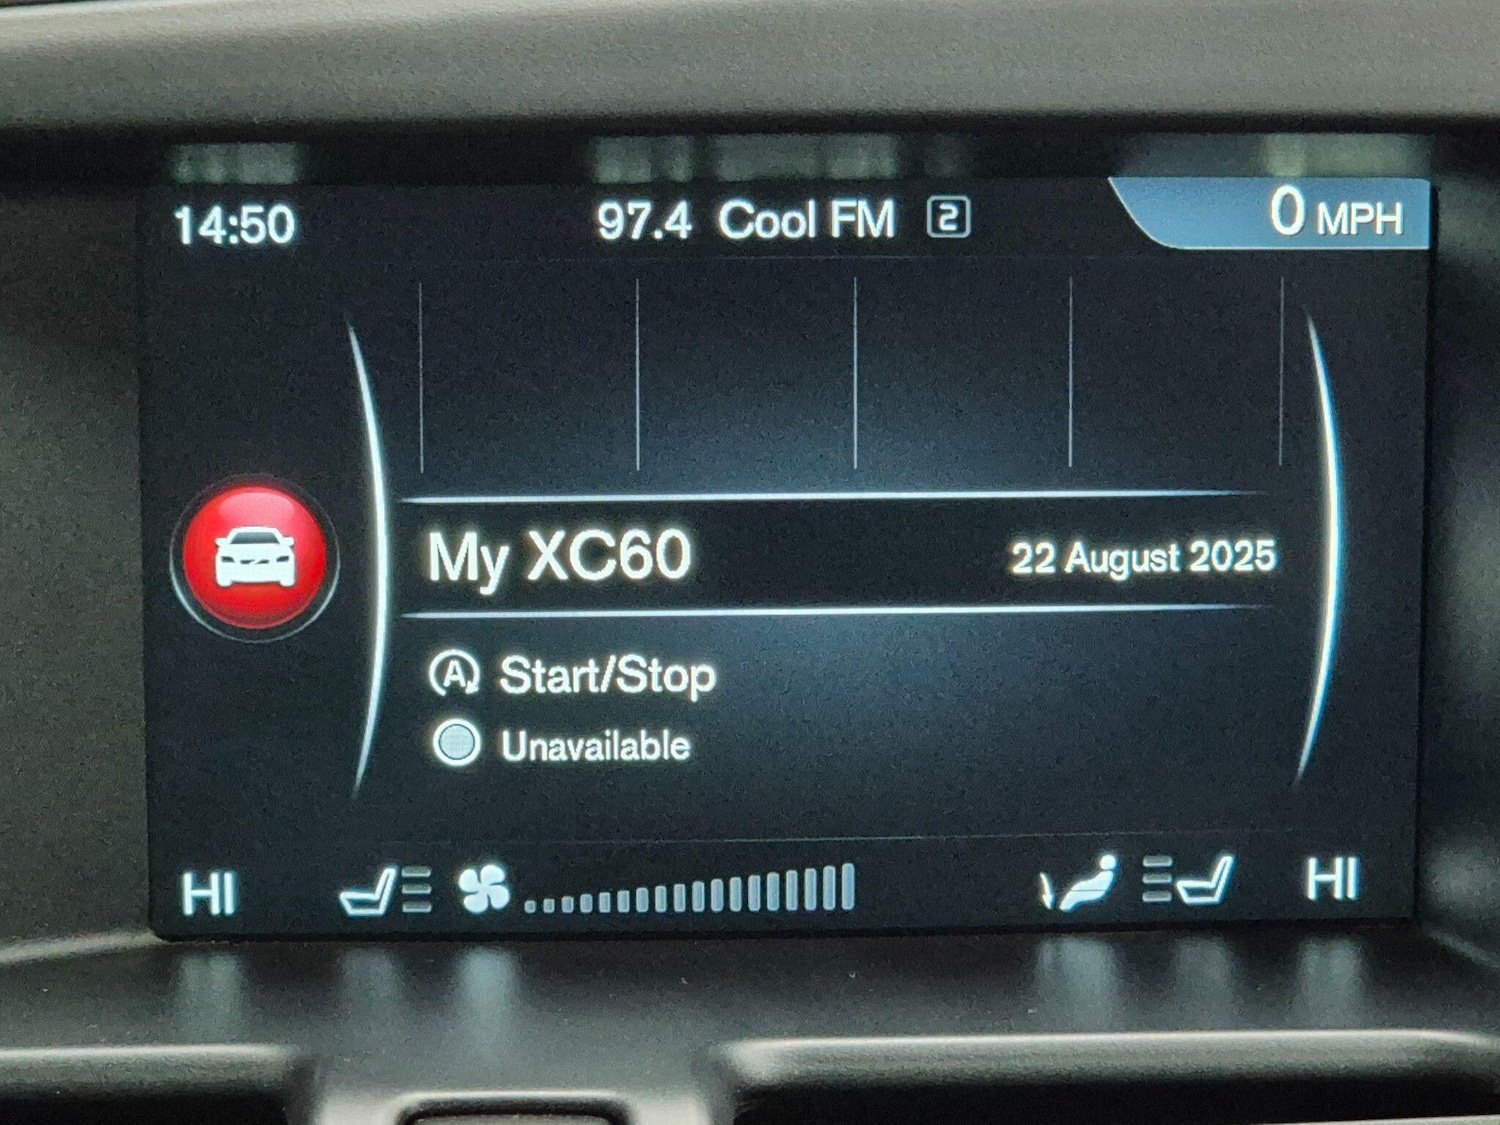 14:50 97.4 Cool FM 2 0 MPH
My XC60 22 August 2025
A Start/Stop
Unavailable
HI HI